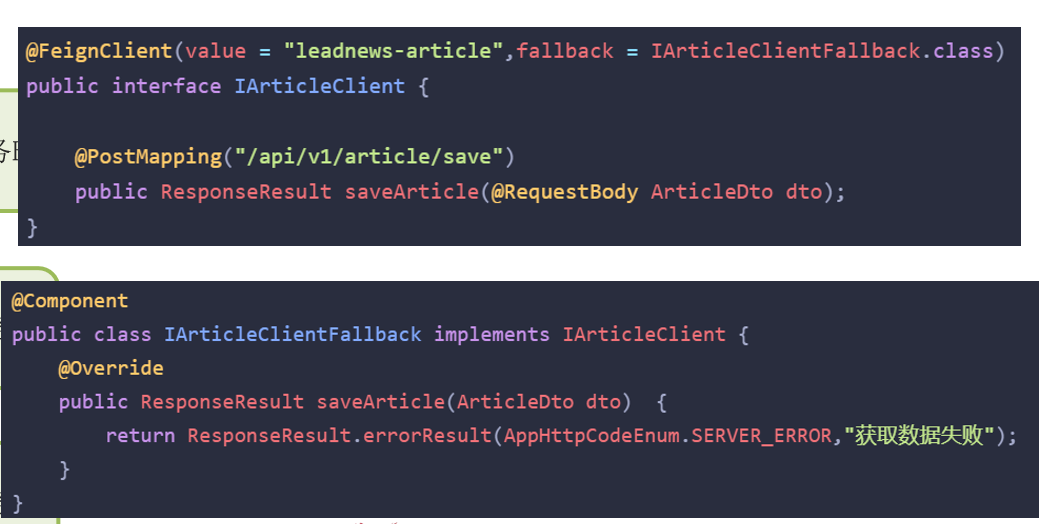 @FeignClient(value = "leadnews-article",fallback = IArticleClientFallback.class)
public interface IArticleClient {
@PostMapping("/api/v1/article/save")
public ResponseResult saveArticle(@RequestBody ArticleDto dto);
}
@Component
public class IArticleClientFallback implements IArticleClient {
@Override
public ResponseResult saveArticle(ArticleDto dto)  {
return ResponseResult.errorResult(AppHttpCodeEnum.SERVER_ERROR,"获取数据失败");
}
}